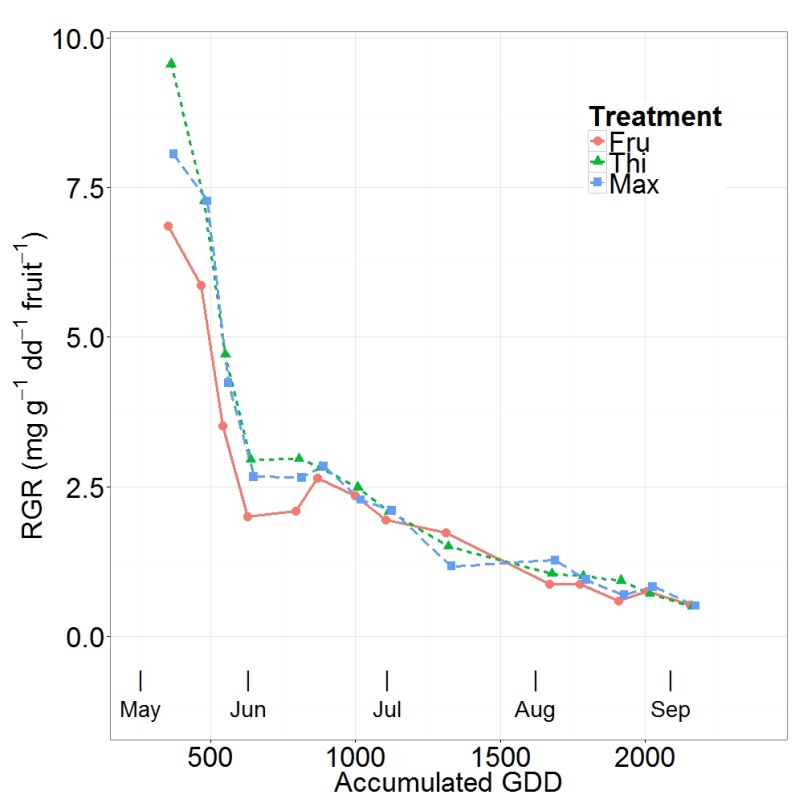 10.0
7.5
5.0
2.5
0.0
RGR (mg g⁻¹ dd⁻¹ fruit⁻¹)
Treatment
Fru
Thi
Max
May Jun Jul Aug Sep
500 1000 1500 2000
Accumulated GDD